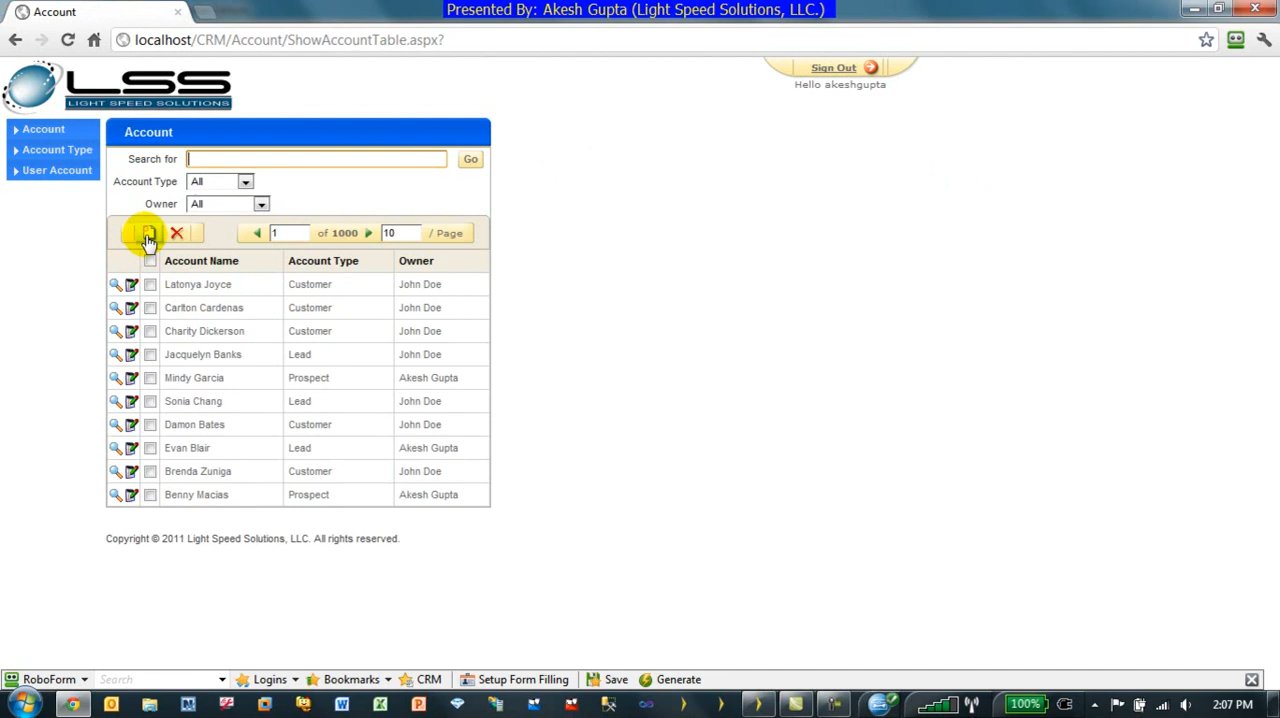 Account
Presented By: Akesh Gupta (Light Speed Solutions, LLC.)
localhost/CRM/Account/ShowAccountTable.aspx?
LSS
LIGHT SPEED SOLUTIONS
Sign Out
Hello akeshgupta
Account
Account Type
User Account
Account
Search for
Go
Account Type All
Owner All
1 of 1000 10 / Page
Account Name Account Type Owner
Latonya Joyce Customer John Doe
Carlton Cardenas Customer John Doe
Charity Dickerson Customer John Doe
Jacquelyn Banks Lead John Doe
Mindy Garcia Prospect Akesh Gupta
Sonia Chang Lead John Doe
Damon Bates Customer John Doe
Evan Blair Lead Akesh Gupta
Brenda Zuniga Customer John Doe
Benny Macias Prospect Akesh Gupta
Copyright © 2011 Light Speed Solutions, LLC. All rights reserved.
RoboForm Search Logins Bookmarks CRM Setup Form Filling Save Generate
100% 2:07 PM